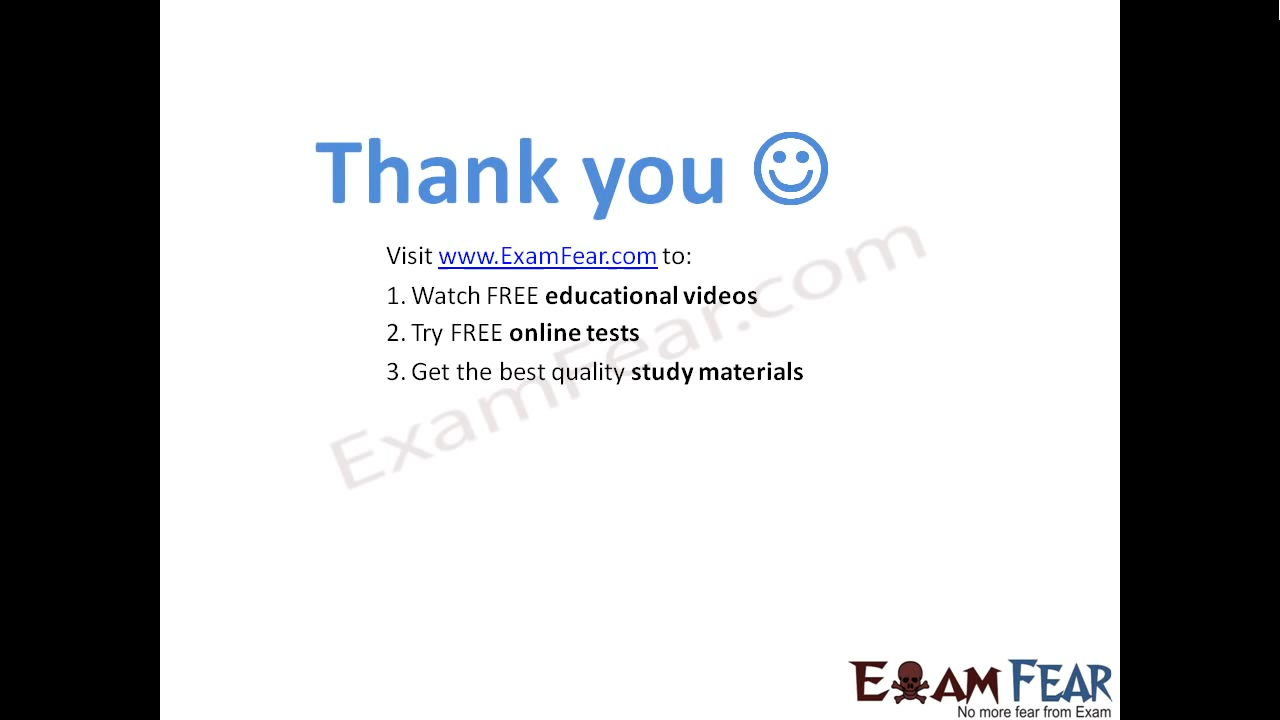 Thank you ☺
Visit www.ExamFear.com to:
1. Watch FREE educational videos
2. Try FREE online tests
3. Get the best quality study materials
ExamFear.com
EXAM FEAR
No more fear from Exam